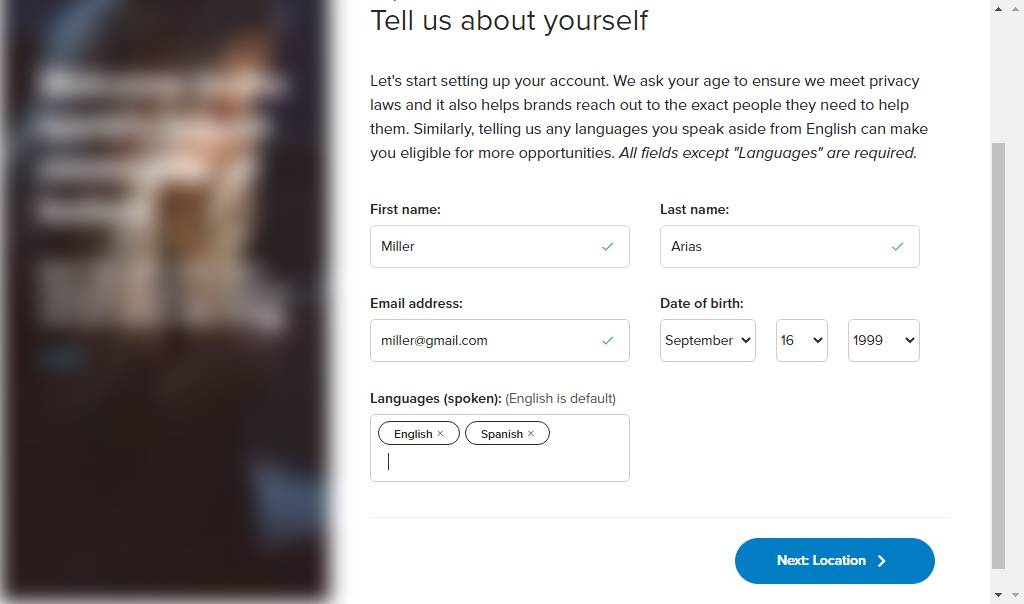 Tell us about yourself
Let's start setting up your account. We ask your age to ensure we meet privacy
laws and it also helps brands reach out to the exact people they need to help
them. Similarly, telling us any languages you speak aside from English can make
you eligible for more opportunities. All fields except "Languages" are required.
First name:
Last name:
Miller
Arias
Email address:
Date of birth:
miller@gmail.com
September
16
1999
Languages (spoken): (English is default)
English ×
Spanish ×
Next: Location